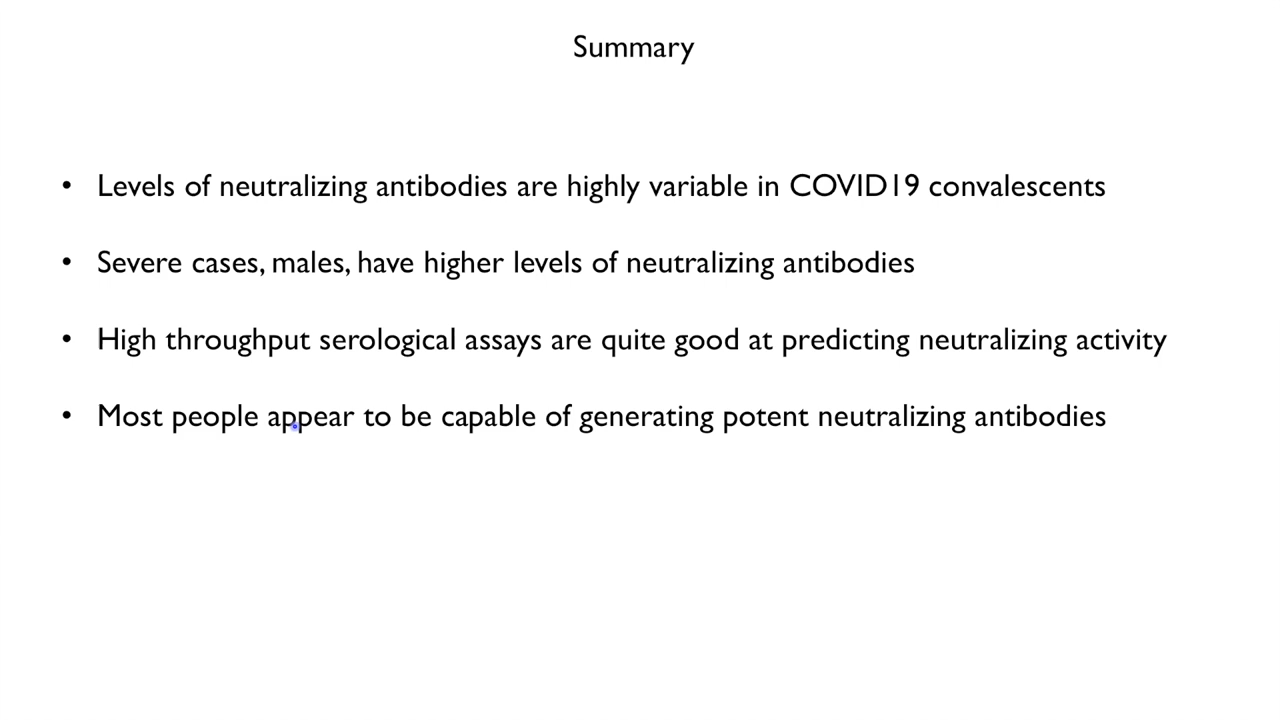 Summary
• Levels of neutralizing antibodies are highly variable in COVID19 convalescents
• Severe cases, males, have higher levels of neutralizing antibodies
• High throughput serological assays are quite good at predicting neutralizing activity
• Most people appear to be capable of generating potent neutralizing antibodies